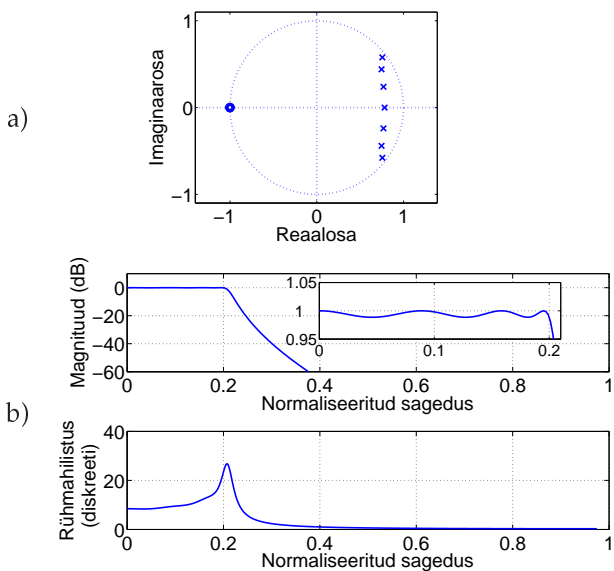 a)
Imaginaarosa
1
0
−1
−1 0 1
Reaalosa
b)
Magnituud (dB)
0
−20
−40
−60
0 0.2 0.4 0.6 0.8 1
Normaliseeritud sagedus
1.05
1
0.95
0 0.1 0.2
Rühmahilistus
(diskreeti)
40
20
0
0 0.2 0.4 0.6 0.8 1
Normaliseeritud sagedus